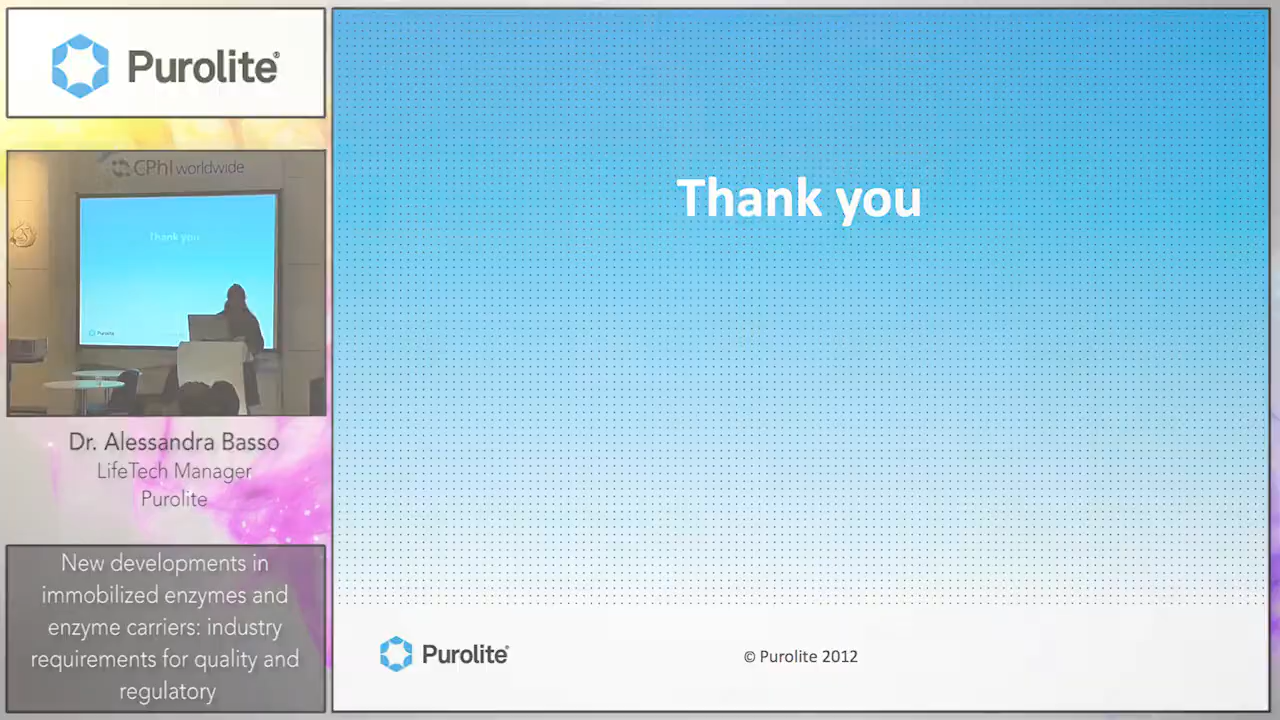 Purolite®
CPhI worldwide
Thank you
Purolite
Dr. Alessandra Basso
LifeTech Manager
Purolite
New developments in
immobilized enzymes and
enzyme carriers: industry
requirements for quality and
regulatory
Thank you
Purolite®
© Purolite 2012